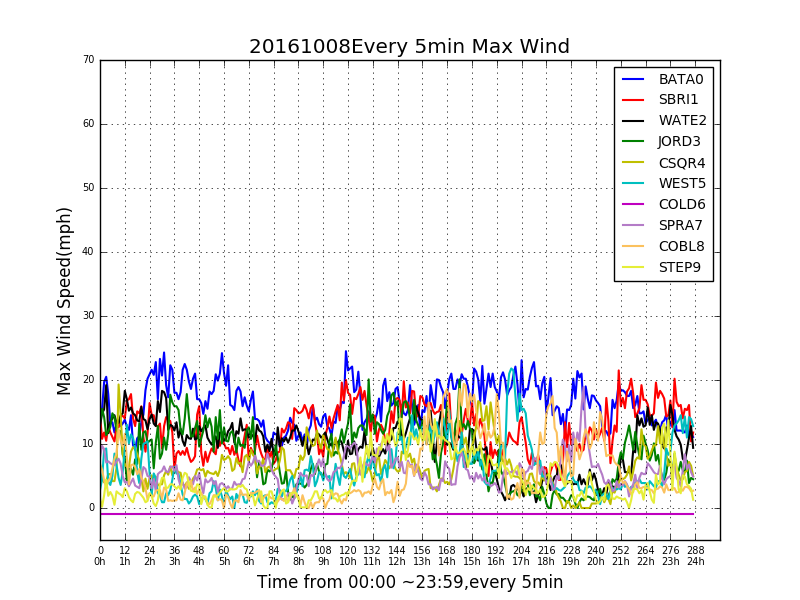 20161008Every 5min Max Wind
70
60
50
40
30
20
10
0
Max Wind Speed(mph)
BATA0
SBRI1
WATE2
JORD3
CSQR4
WEST5
COLD6
SPRA7
COBL8
STEP9
0 12 24 36 48 60 72 84 96 108 120 132 144 156 168 180 192 204 216 228 240 252 264 276 288
0h 1h 2h 3h 4h 5h 6h 7h 8h 9h 10h 11h 12h 13h 14h 15h 16h 17h 18h 19h 20h 21h 22h 23h 24h
Time from 00:00 ~23:59,every 5min